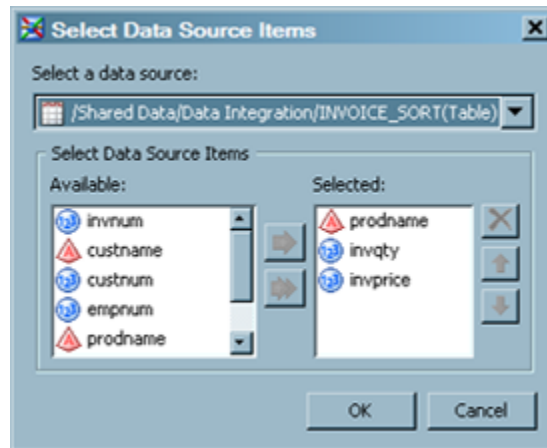 Select Data Source Items
Select a data source:
/Shared Data/Data Integration/INVOICE_SORT(Table)
Select Data Source Items
Available:
invnum
custname
custnum
empnum
prodname
Selected:
prodname
invqty
invprice
OK
Cancel